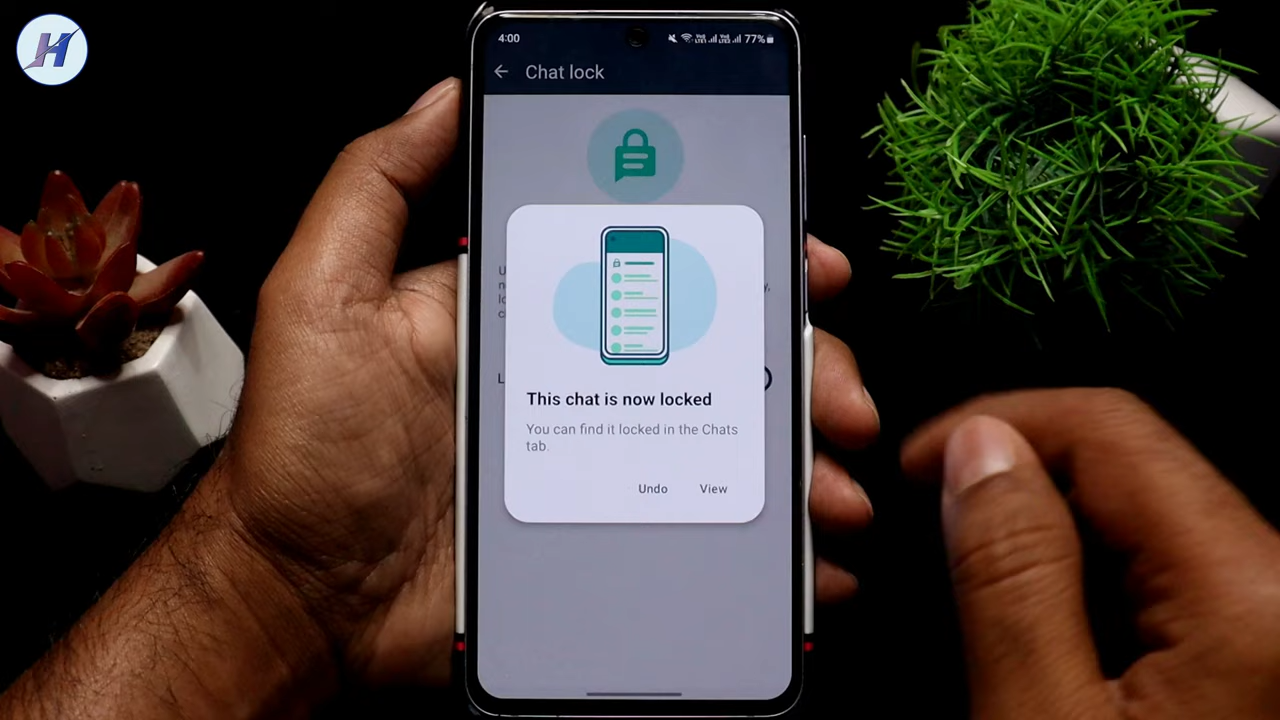 H
4:00
77%
Chat lock
This chat is now locked
You can find it locked in the Chats
tab.
Undo
View